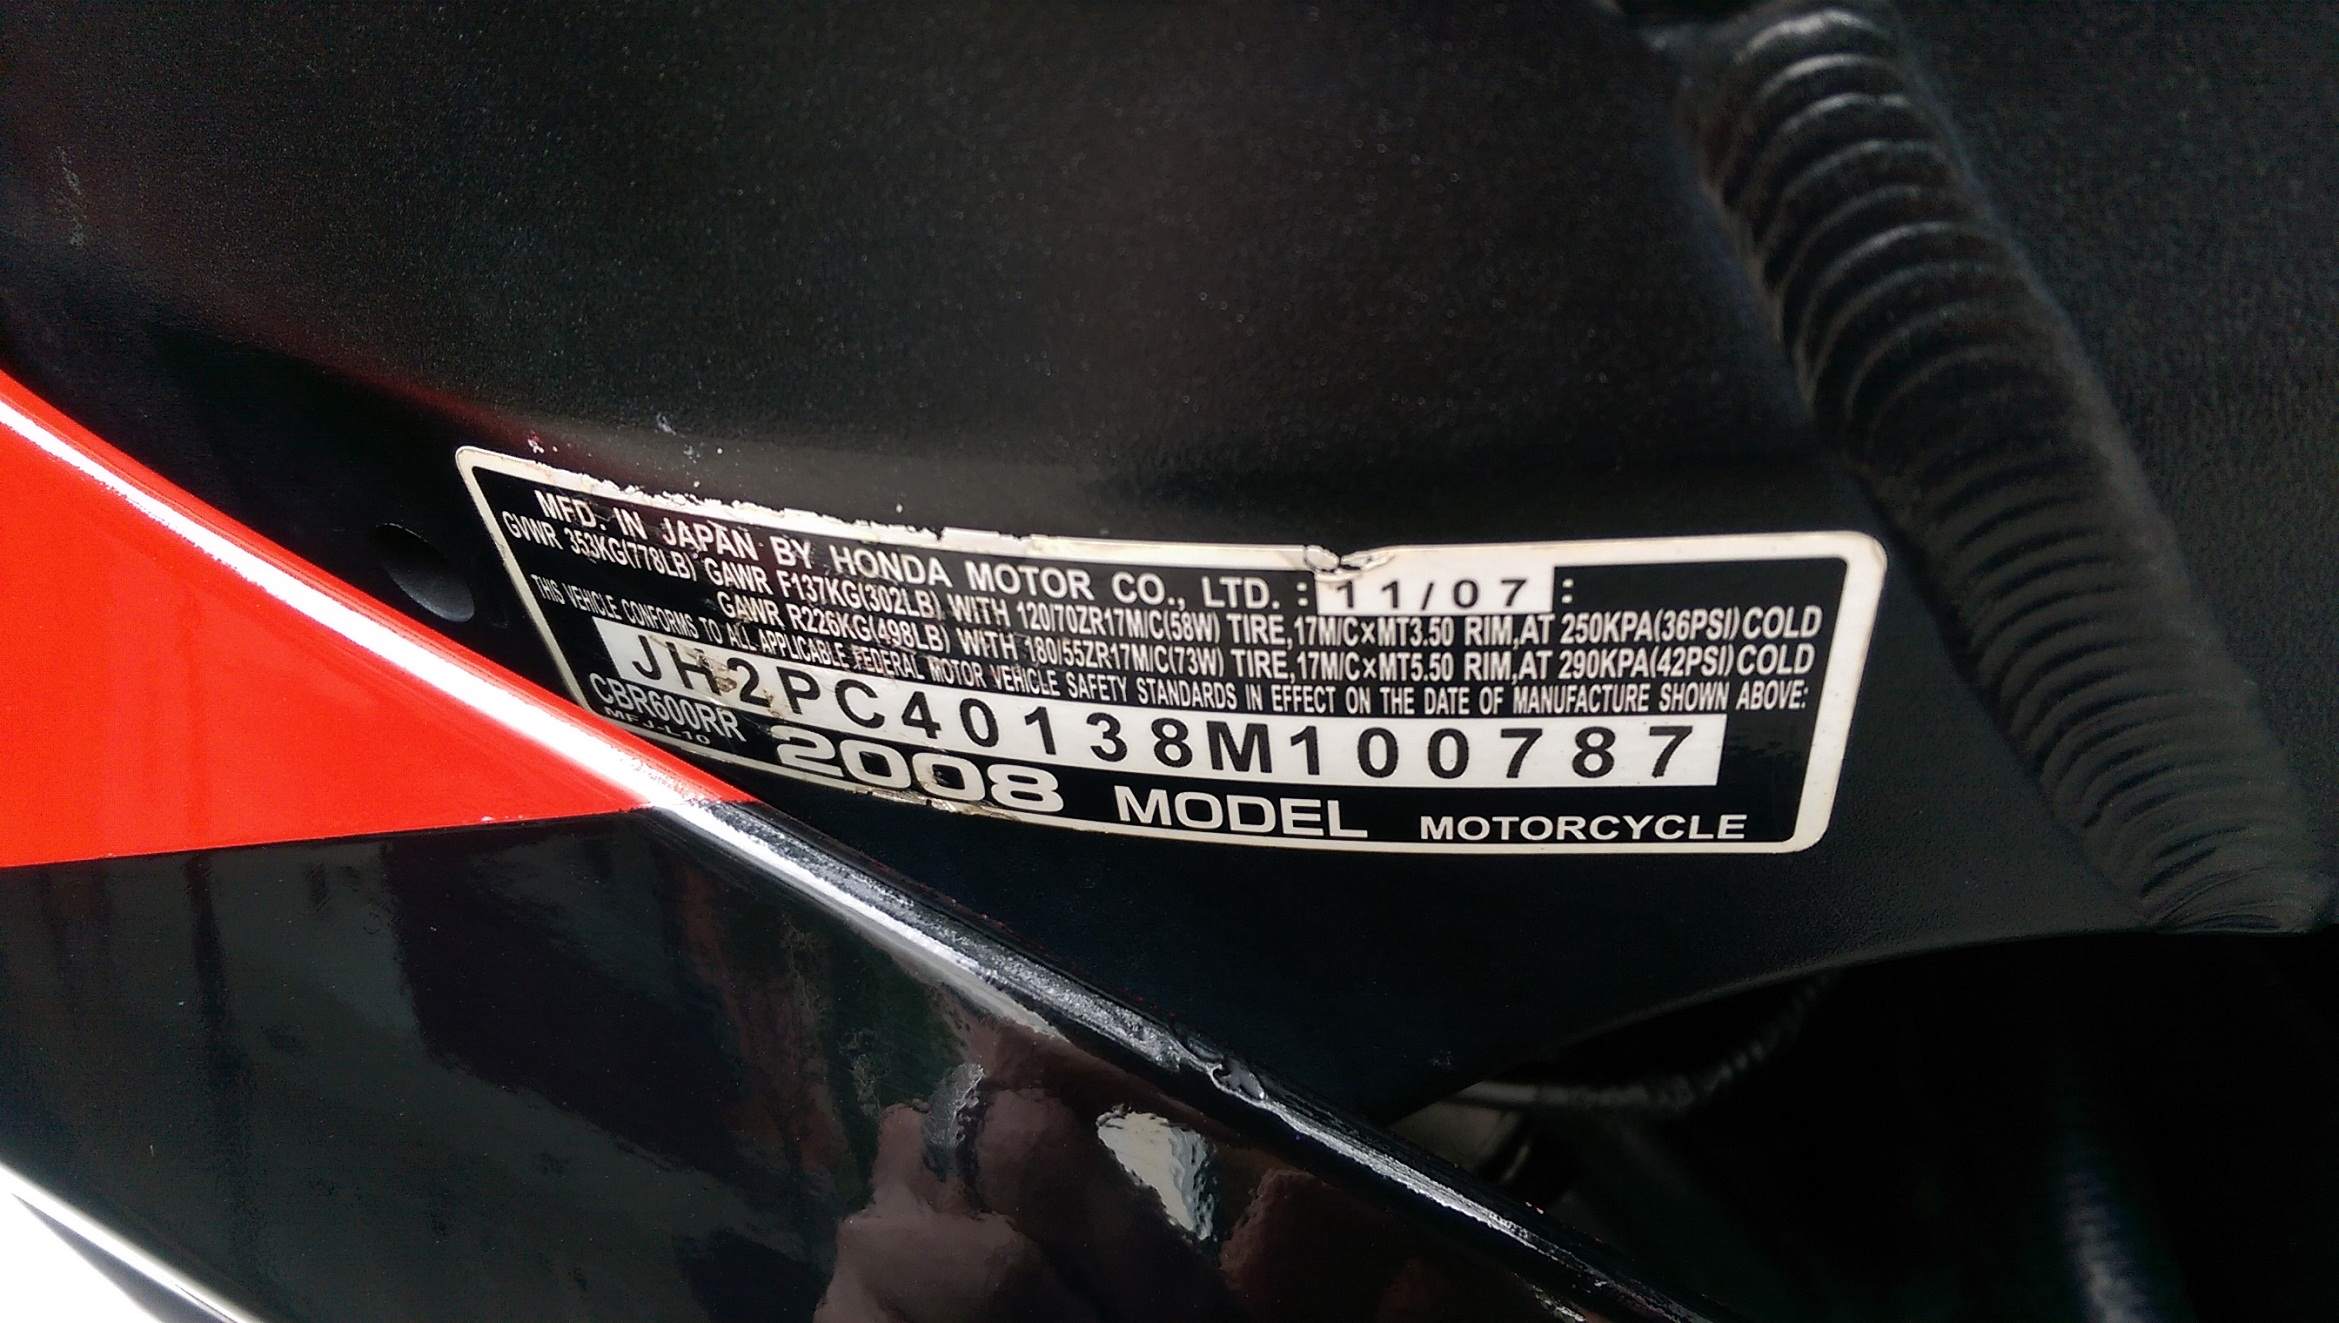 MFD. IN JAPAN BY HONDA MOTOR CO., LTD. : 11/07 :
GVWR 353KG(778LB) GAWR F137KG(302LB) WITH 120/70ZR17M/C(58W) TIRE,17M/C×MT3.50 RIM,AT 250KPA(36PSI)COLD
GAWR R226KG(498LB) WITH 180/55ZR17M/C(73W) TIRE,17M/C×MT5.50 RIM,AT 290KPA(42PSI)COLD
THIS VEHICLE CONFORMS TO ALL APPLICABLE FEDERAL MOTOR VEHICLE SAFETY STANDARDS IN EFFECT ON THE DATE OF MANUFACTURE SHOWN ABOVE:
JH2PC40138M100787
CBR600RR 2008 MODEL MOTORCYCLE
MFJ-L10